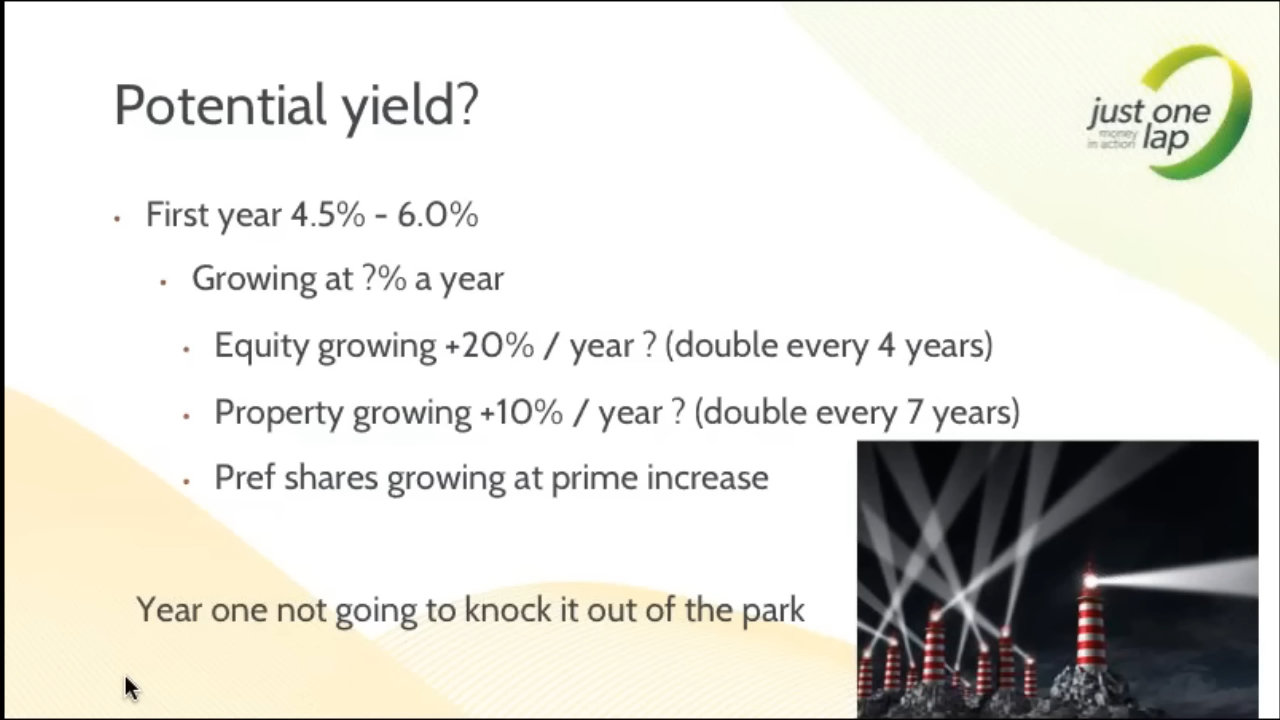 Potential yield?
just one
money
in action lap
• First year 4.5% - 6.0%
• Growing at ?% a year
• Equity growing +20% / year ? (double every 4 years)
• Property growing +10% / year ? (double every 7 years)
• Pref shares growing at prime increase
Year one not going to knock it out of the park